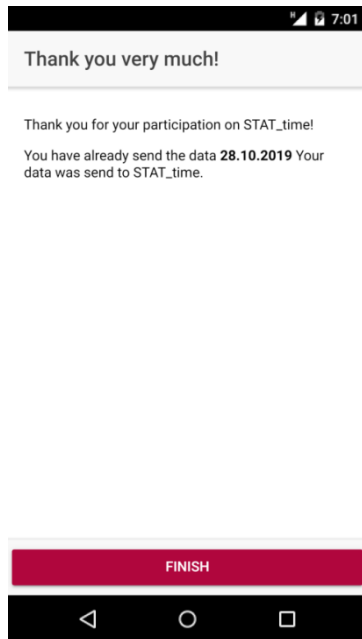 H 7:01
Thank you very much!
Thank you for your participation on STAT_time!
You have already send the data 28.10.2019 Your
data was send to STAT_time.
FINISH